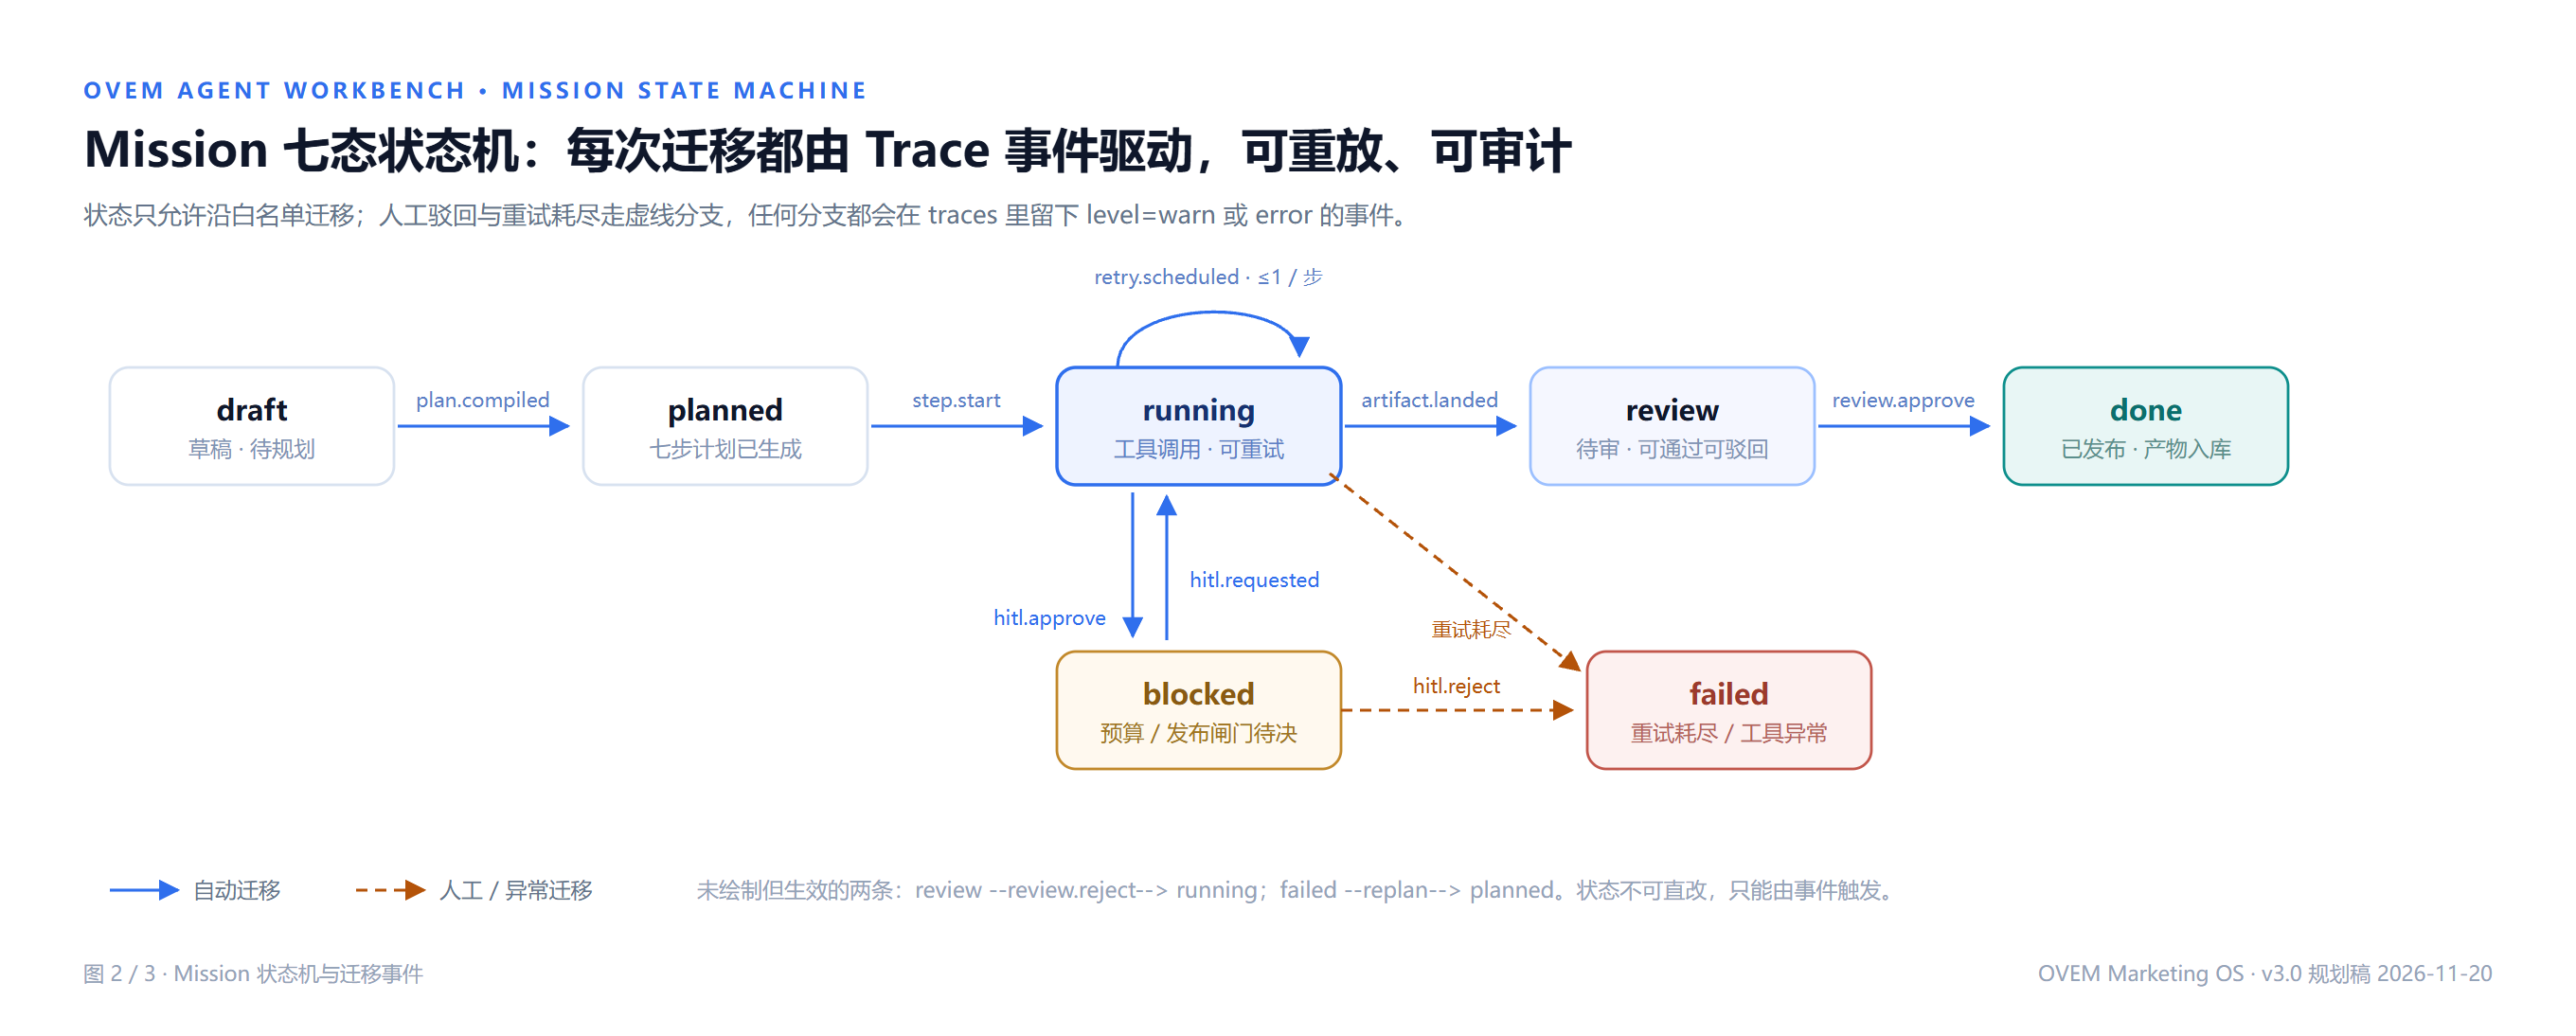 OVEM AGENT WORKBENCH • MISSION STATE MACHINE
Mission 七态状态机：每次迁移都由 Trace 事件驱动，可重放、可审计
状态只允许沿白名单迁移；人工驳回与重试耗尽走虚线分支，任何分支都会在 traces 里留下 level=warn 或 error 的事件。
retry.scheduled · ≤1 / 步
draft
草稿 · 待规划
plan.compiled
planned
七步计划已生成
step.start
running
工具调用 · 可重试
artifact.landed
review
待审 · 可通过可驳回
review.approve
done
已发布 · 产物入库
hitl.requested
hitl.approve
重试耗尽
blocked
预算 / 发布闸门待决
hitl.reject
failed
重试耗尽 / 工具异常
自动迁移
人工 / 异常迁移
未绘制但生效的两条：review --review.reject--> running；failed --replan--> planned。状态不可直改，只能由事件触发。
图 2 / 3 · Mission 状态机与迁移事件
OVEM Marketing OS · v3.0 规划稿 2026-11-20